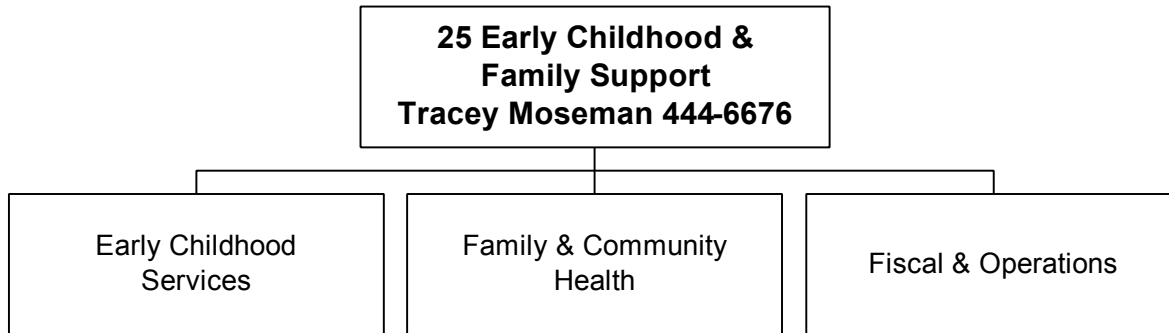 25 Early Childhood &
Family Support
Tracey Moseman 444-6676
Early Childhood
Services
Family & Community
Health
Fiscal & Operations